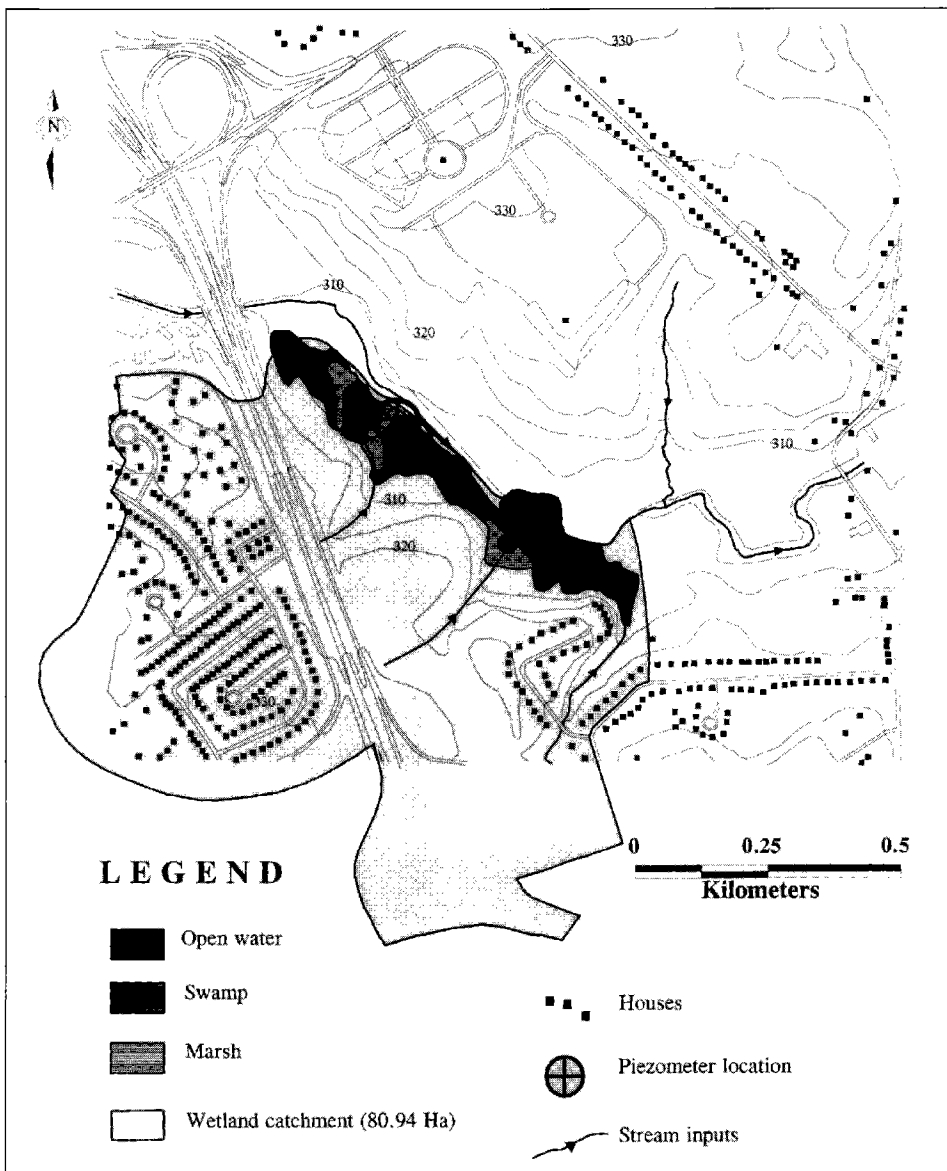 330
N
330
310
320
310
310
320
330
0 0.25 0.5
Kilometers
LEGEND
Open water
Swamp
Marsh
Wetland catchment (80.94 Ha)
Houses
Piezometer location
Stream inputs